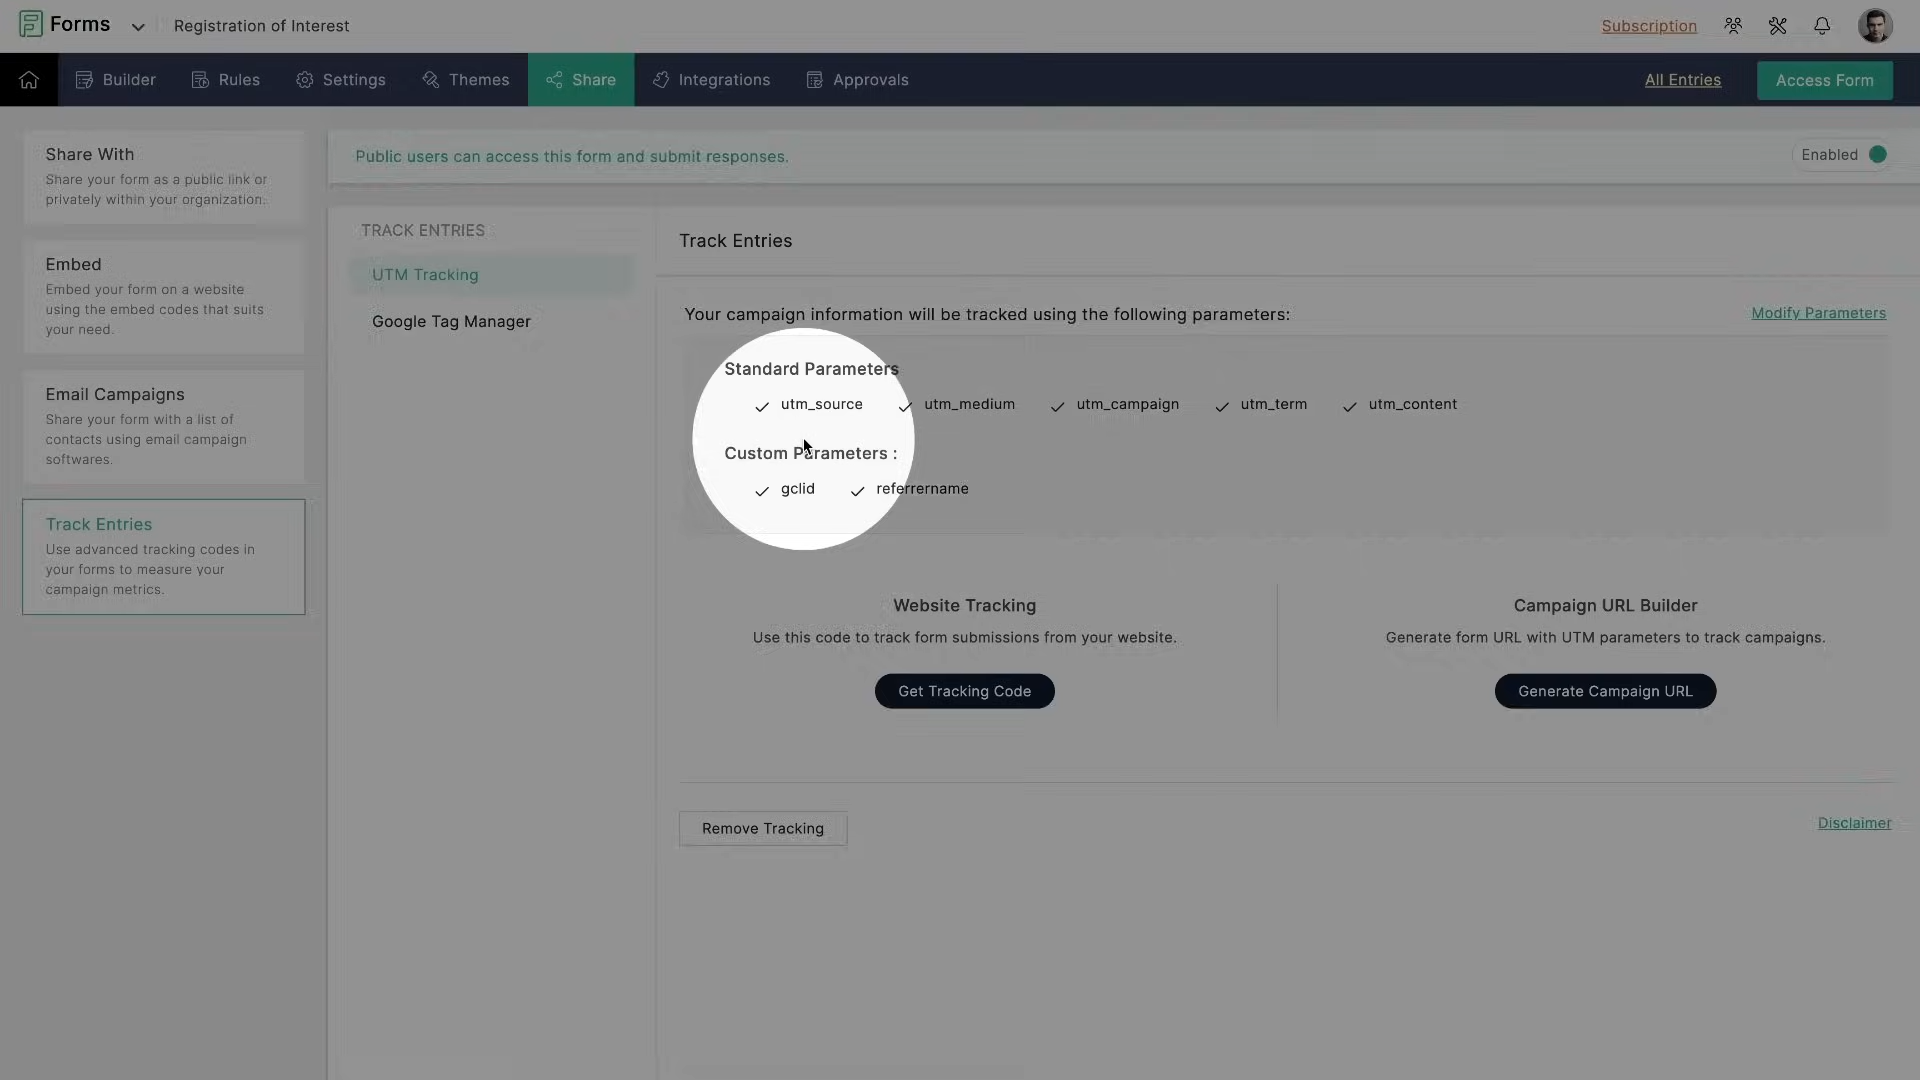 Forms
Registration of Interest
Subscription
Builder
Rules
Settings
Themes
Share
Integrations
Approvals
All Entries
Access Form
Share With
Share your form as a public link or
privately within your organization.
Embed
Embed your form on a website
using the embed codes that suits
your need.
Email Campaigns
Share your form with a list of
contacts using email campaign
softwares.
Track Entries
Use advanced tracking codes in
your forms to measure your
campaign metrics.
Public users can access this form and submit responses.
Enabled
TRACK ENTRIES
UTM Tracking
Google Tag Manager
Track Entries
Your campaign information will be tracked using the following parameters:
Modify Parameters
Standard Parameters
utm_source
utm_medium
utm_campaign
utm_term
utm_content
Custom Parameters :
gclid
referrername
Website Tracking
Use this code to track form submissions from your website.
Get Tracking Code
Campaign URL Builder
Generate form URL with UTM parameters to track campaigns.
Generate Campaign URL
Remove Tracking
Disclaimer